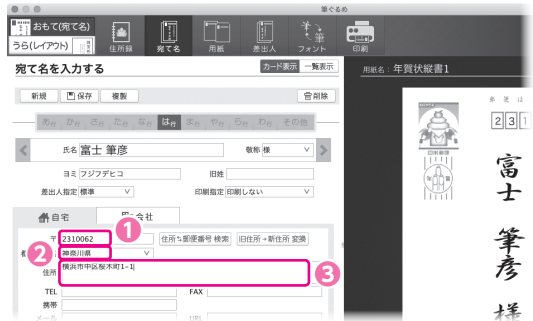 筆ぐるめ
おもて(宛て名)
うら(レイアウト)
住所録
宛て名
用紙
差出人
フォント
印刷
宛て名を入力する
カード表示
一覧表示
用紙名：年賀状縦書1
新規
保存
複製
削除
あ行 か行 さ行 た行 な行 は行 ま行 や行 ら行 わ行 その他
氏名 富士 筆彦
敬称 様
ヨミ フジフデヒコ
旧姓
差出人指定 標準
印刷指定 印刷しない
自宅
会社
1
〒 2310062
住所⇆郵便番号 検索
旧住所→新住所 変換
2
神奈川県
住所 横浜市中区桜木町1-1
3
TEL
FAX
携帯
メール
URL
郵便は
231
富士 筆彦 様